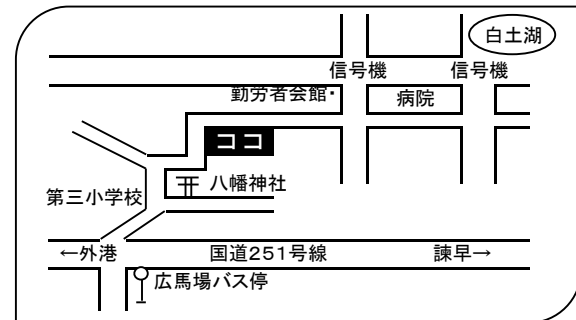 白土湖
信号機 信号機
勤労者会館・ 病院
ココ
八幡神社
第三小学校
←外港 国道251号線 諫早→
広馬場バス停